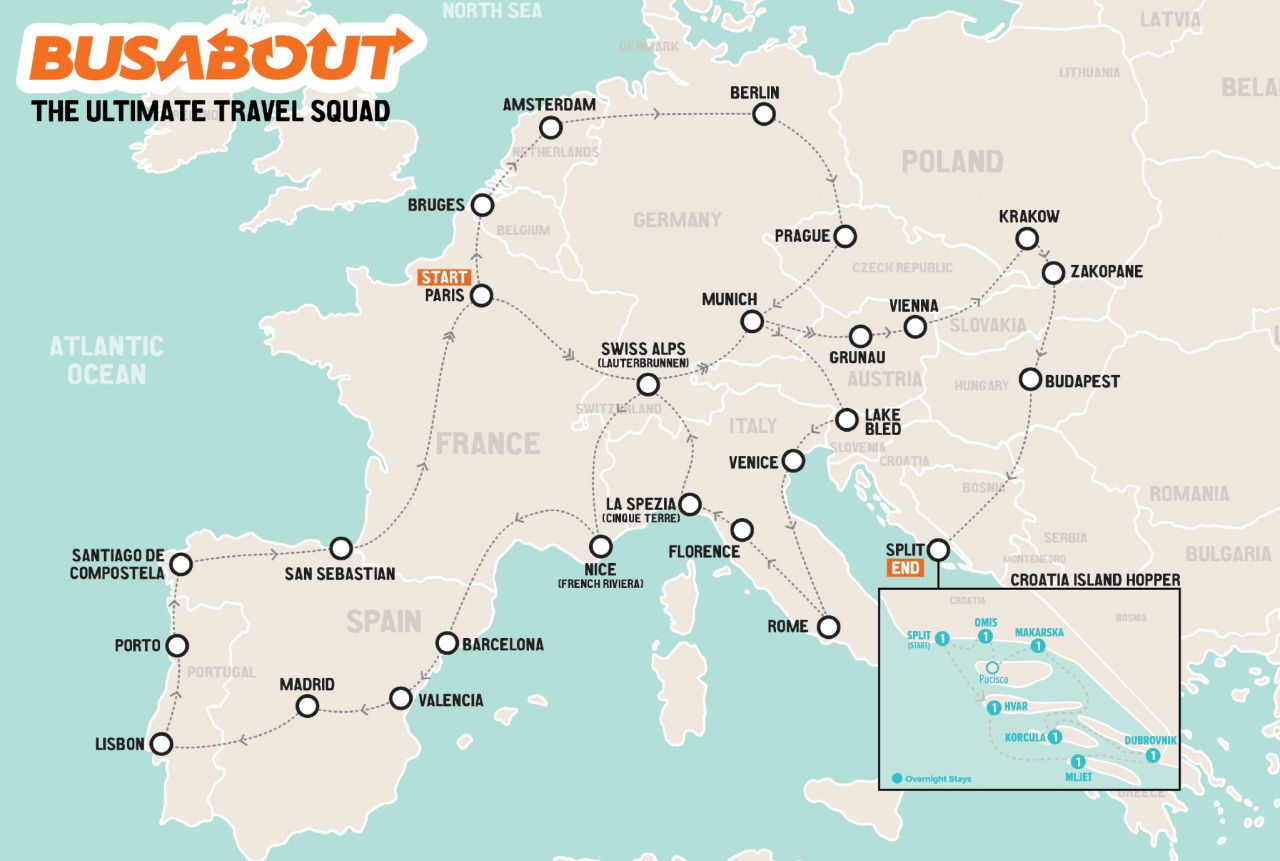 BUSABOUT
THE ULTIMATE TRAVEL SQUAD
NORTH SEA
LATVIA
DENMARK
LITHUANIA
BELA
AMSTERDAM
BERLIN
NETHERLANDS
POLAND
BRUGES
BELGIUM
GERMANY
PRAGUE
KRAKOW
CZECH REPUBLIC
ZAKOPANE
START
PARIS
MUNICH
VIENNA
SLOVAKIA
GRUNAU
ATLANTIC
OCEAN
SWISS ALPS
(LAUTERBRUNNEN)
AUSTRIA
HUNGARY
BUDAPEST
SWITZERLAND
ITALY
LAKE
BLED
FRANCE
SLOVENIA
CROATIA
VENICE
BOSNIA
ROMANIA
LA SPEZIA
(CINQUE TERRE)
FLORENCE
SERBIA
BULGARIA
MONTENEGRO
SPLIT
END
SANTIAGO DE
COMPOSTELA
SAN SEBASTIAN
NICE
(FRENCH RIVIERA)
CROATIA ISLAND HOPPER
SPAIN
ROME
PORTO
BARCELONA
PORTUGAL
MADRID
VALENCIA
LISBON
CROATIA
BOSNIA
SPLIT
(START)
1
OMIS
1
MAKARSKA
1
Pucisca
1 HVAR
KORCULA 1
DUBROVNIK
1
1
MLJET
Overnight Stays
GREECE